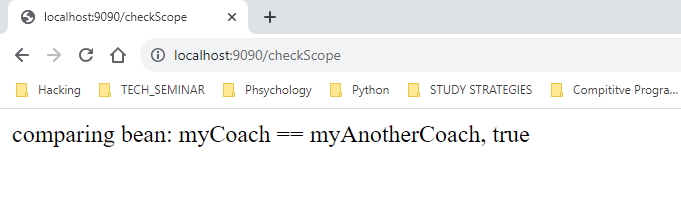 localhost:9090/checkScope
localhost:9090/checkScope
Hacking TECH_SEMINAR Phsychology Python STUDY STRATEGIES Compititve Progra...
comparing bean: myCoach == myAnotherCoach, true